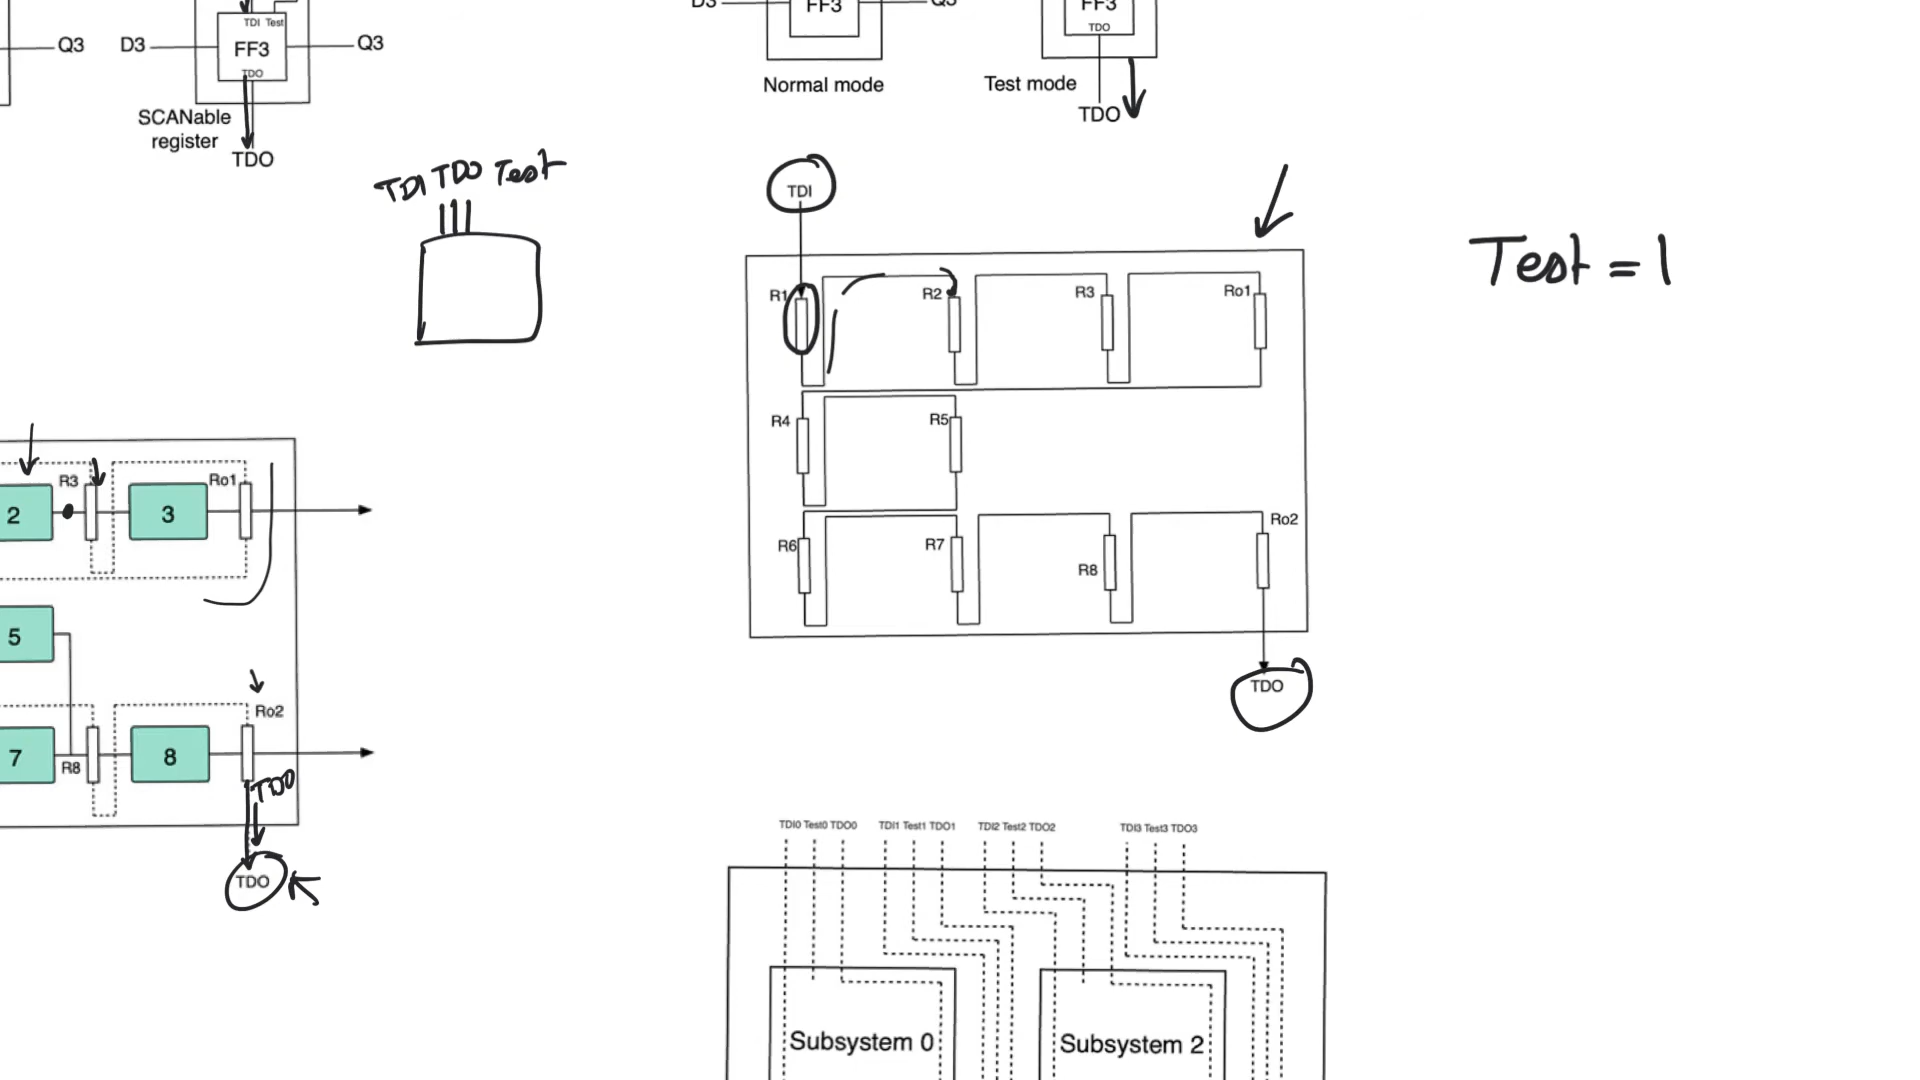 TDI Test
Q3
D3
FF3
Q3
TDO
SCANable
register
TDO
D3
FF3
Q3
Normal mode
FF3
TDO
Test mode
TDO
TDI TDO Test
TDI
Test = 1
R1
R2
R3
Ro1
R4
R5
R6
R7
R8
Ro2
TDO
2
R3
3
Ro1
5
7
R8
8
Ro2
TDO
TDO
TDI0 Test0 TDO0
TDI1 Test1 TDO1
TDI2 Test2 TDO2
TDI3 Test3 TDO3
Subsystem 0
Subsystem 2